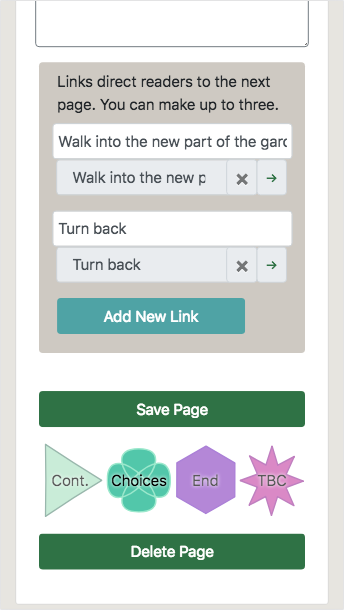 Links direct readers to the next
page. You can make up to three.
Walk into the new part of the gard
Walk into the new p
Turn back
Turn back
Add New Link
Save Page
Cont. Choices End TBC
Delete Page